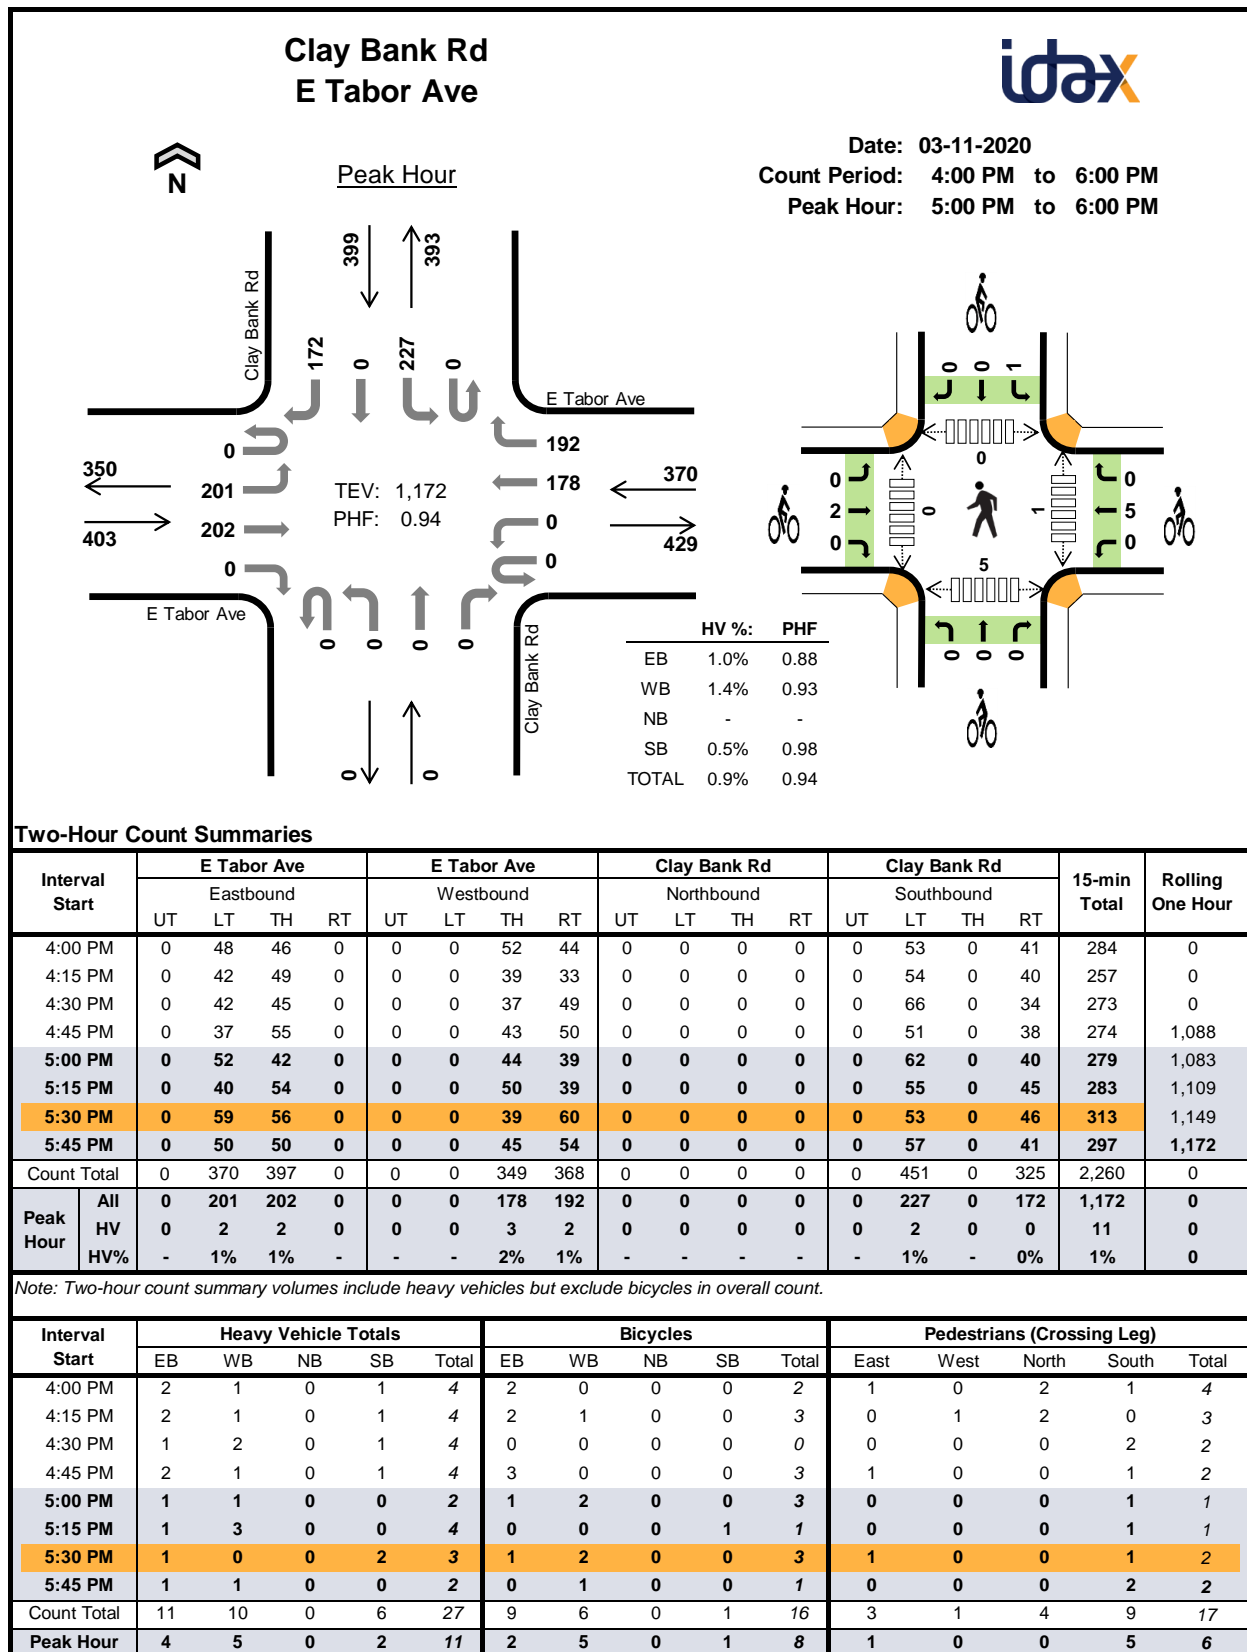 Clay Bank Rd
E Tabor Ave
idax
Date: 03-11-2020
Count Period: 4:00 PM to 6:00 PM
Peak Hour: 5:00 PM to 6:00 PM
N
Peak Hour
399 393
Clay Bank Rd
172 0 227 0
E Tabor Ave
0 192
350 201 178 370
TEV: 1,172
PHF: 0.94
403 202 0 429
0 0
E Tabor Ave
0 0 0 0
Clay Bank Rd
0 0
0 0 1
0
0 0
2 0 1 5
0 0
5
0 0 0
HV %: PHF
EB 1.0% 0.88
WB 1.4% 0.93
NB - -
SB 0.5% 0.98
TOTAL 0.9% 0.94
Two-Hour Count Summaries
Interval Start E Tabor Ave E Tabor Ave Clay Bank Rd Clay Bank Rd 15-min Total Rolling One Hour
Eastbound Westbound Northbound Southbound
UT LT TH RT UT LT TH RT UT LT TH RT UT LT TH RT
4:00 PM 0 48 46 0 0 0 52 44 0 0 0 0 0 53 0 41 284 0
4:15 PM 0 42 49 0 0 0 39 33 0 0 0 0 0 54 0 40 257 0
4:30 PM 0 42 45 0 0 0 37 49 0 0 0 0 0 66 0 34 273 0
4:45 PM 0 37 55 0 0 0 43 50 0 0 0 0 0 51 0 38 274 1,088
5:00 PM 0 52 42 0 0 0 44 39 0 0 0 0 0 62 0 40 279 1,083
5:15 PM 0 40 54 0 0 0 50 39 0 0 0 0 0 55 0 45 283 1,109
5:30 PM 0 59 56 0 0 0 39 60 0 0 0 0 0 53 0 46 313 1,149
5:45 PM 0 50 50 0 0 0 45 54 0 0 0 0 0 57 0 41 297 1,172
Count Total 0 370 397 0 0 0 349 368 0 0 0 0 0 451 0 325 2,260 0
Peak Hour All 0 201 202 0 0 0 178 192 0 0 0 0 0 227 0 172 1,172 0
HV 0 2 2 0 0 0 3 2 0 0 0 0 0 2 0 0 11 0
HV% - 1% 1% - - - 2% 1% - - - - - 1% - 0% 1% 0
Note: Two-hour count summary volumes include heavy vehicles but exclude bicycles in overall count.
Interval Start Heavy Vehicle Totals Bicycles Pedestrians (Crossing Leg)
EB WB NB SB Total EB WB NB SB Total East West North South Total
4:00 PM 2 1 0 1 4 2 0 0 0 2 1 0 2 1 4
4:15 PM 2 1 0 1 4 2 1 0 0 3 0 1 2 0 3
4:30 PM 1 2 0 1 4 0 0 0 0 0 0 0 0 2 2
4:45 PM 2 1 0 1 4 3 0 0 0 3 1 0 0 1 2
5:00 PM 1 1 0 0 2 1 2 0 0 3 0 0 0 1 1
5:15 PM 1 3 0 0 4 0 0 0 1 1 0 0 0 1 1
5:30 PM 1 0 0 2 3 1 2 0 0 3 1 0 0 1 2
5:45 PM 1 1 0 0 2 0 1 0 0 1 0 0 0 2 2
Count Total 11 10 0 6 27 9 6 0 1 16 3 1 4 9 17
Peak Hour 4 5 0 2 11 2 5 0 1 8 1 0 0 5 6